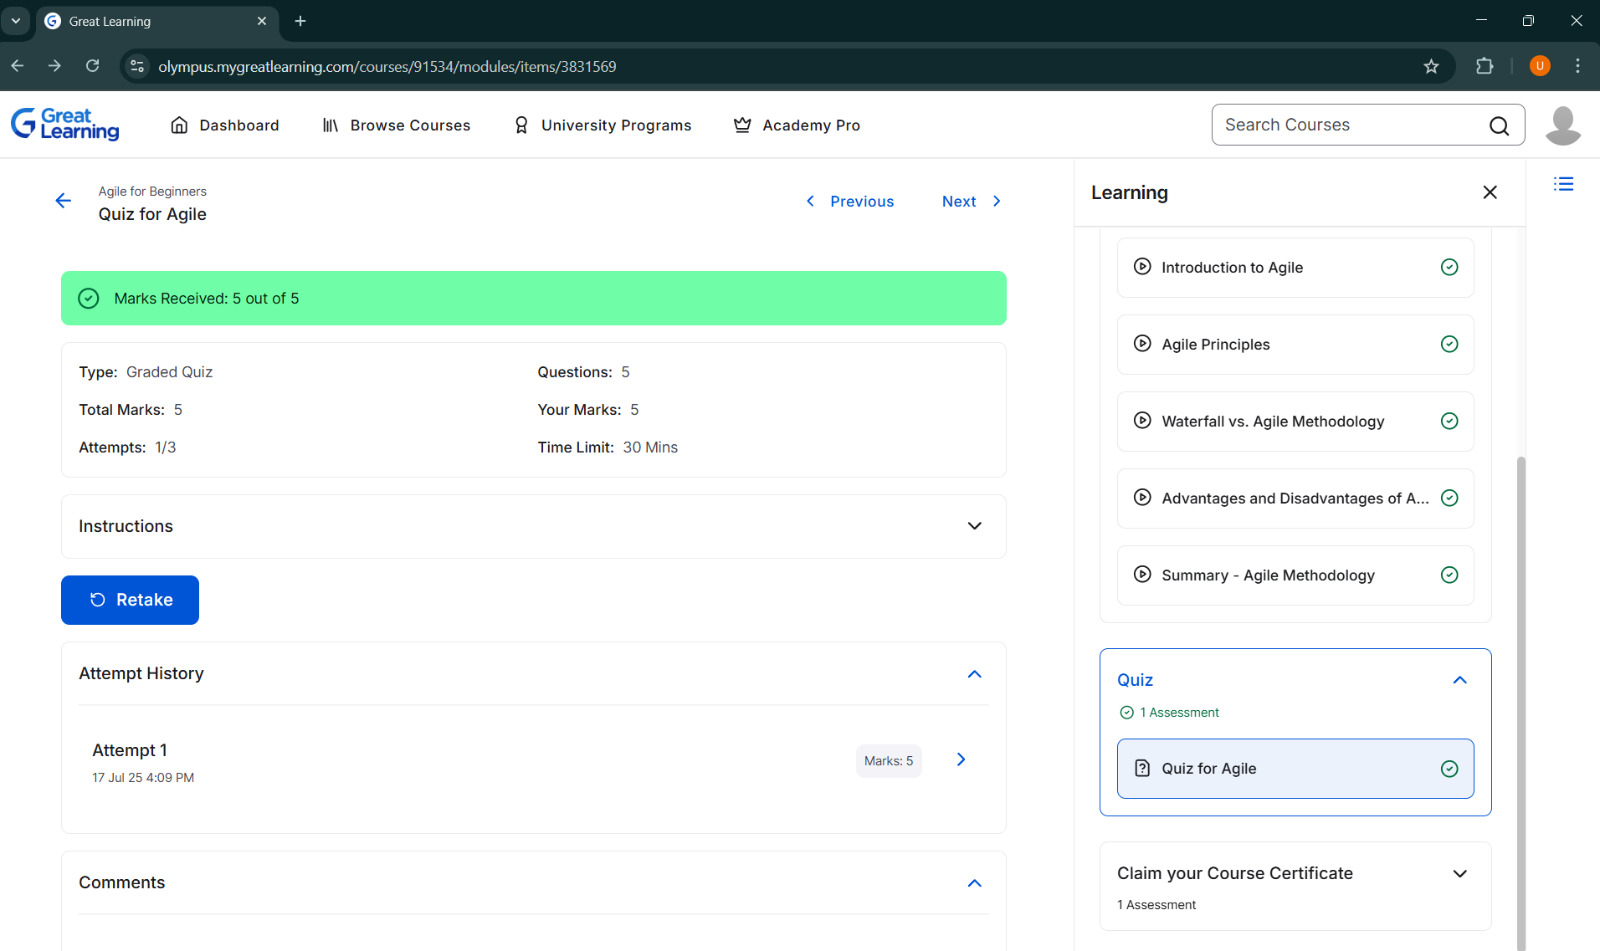 Great Learning
olympus.mygreatlearning.com/courses/91534/modules/items/3831569
U
Great
Learning
Dashboard
Browse Courses
University Programs
Academy Pro
Search Courses
Agile for Beginners
Quiz for Agile
Previous
Next
Marks Received: 5 out of 5
Type: Graded Quiz
Questions: 5
Total Marks: 5
Your Marks: 5
Attempts: 1/3
Time Limit: 30 Mins
Instructions
Retake
Attempt History
Attempt 1
17 Jul 25 4:09 PM
Marks: 5
Comments
Learning
Introduction to Agile
Agile Principles
Waterfall vs. Agile Methodology
Advantages and Disadvantages of A...
Summary - Agile Methodology
Quiz
1 Assessment
Quiz for Agile
Claim your Course Certificate
1 Assessment